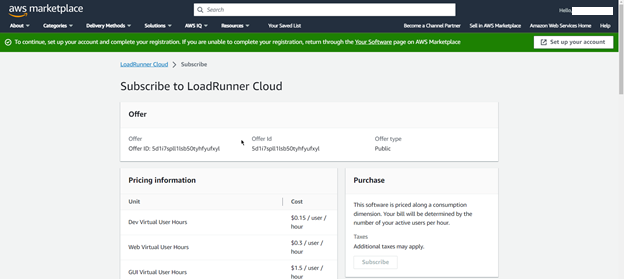 aws marketplace
Search
Hello,
About
Categories
Delivery Methods
Solutions
AWS IQ
Resources
Your Saved List
Become a Channel Partner
Sell in AWS Marketplace
Amazon Web Services Home
Help
To continue, set up your account and complete your registration. If you are unable to complete your registration, return through the Your Software page on AWS Marketplace
Set up your account
LoadRunner Cloud > Subscribe
Subscribe to LoadRunner Cloud
Offer
Offer
Offer ID: 5d1i7spll1lsb50tyhfyufxyl
Offer Id
5d1i7spll1lsb50tyhfyufxyl
Offer type
Public
Pricing information
Unit
Cost
Dev Virtual User Hours
$0.15 / user /
hour
Web Virtual User Hours
$0.3 / user /
hour
GUI Virtual User Hours
$1.5 / user /
hour
Purchase
This software is priced along a consumption
dimension. Your bill will be determined by the
number of your active users per hour.
Taxes
Additional taxes may apply.
Subscribe